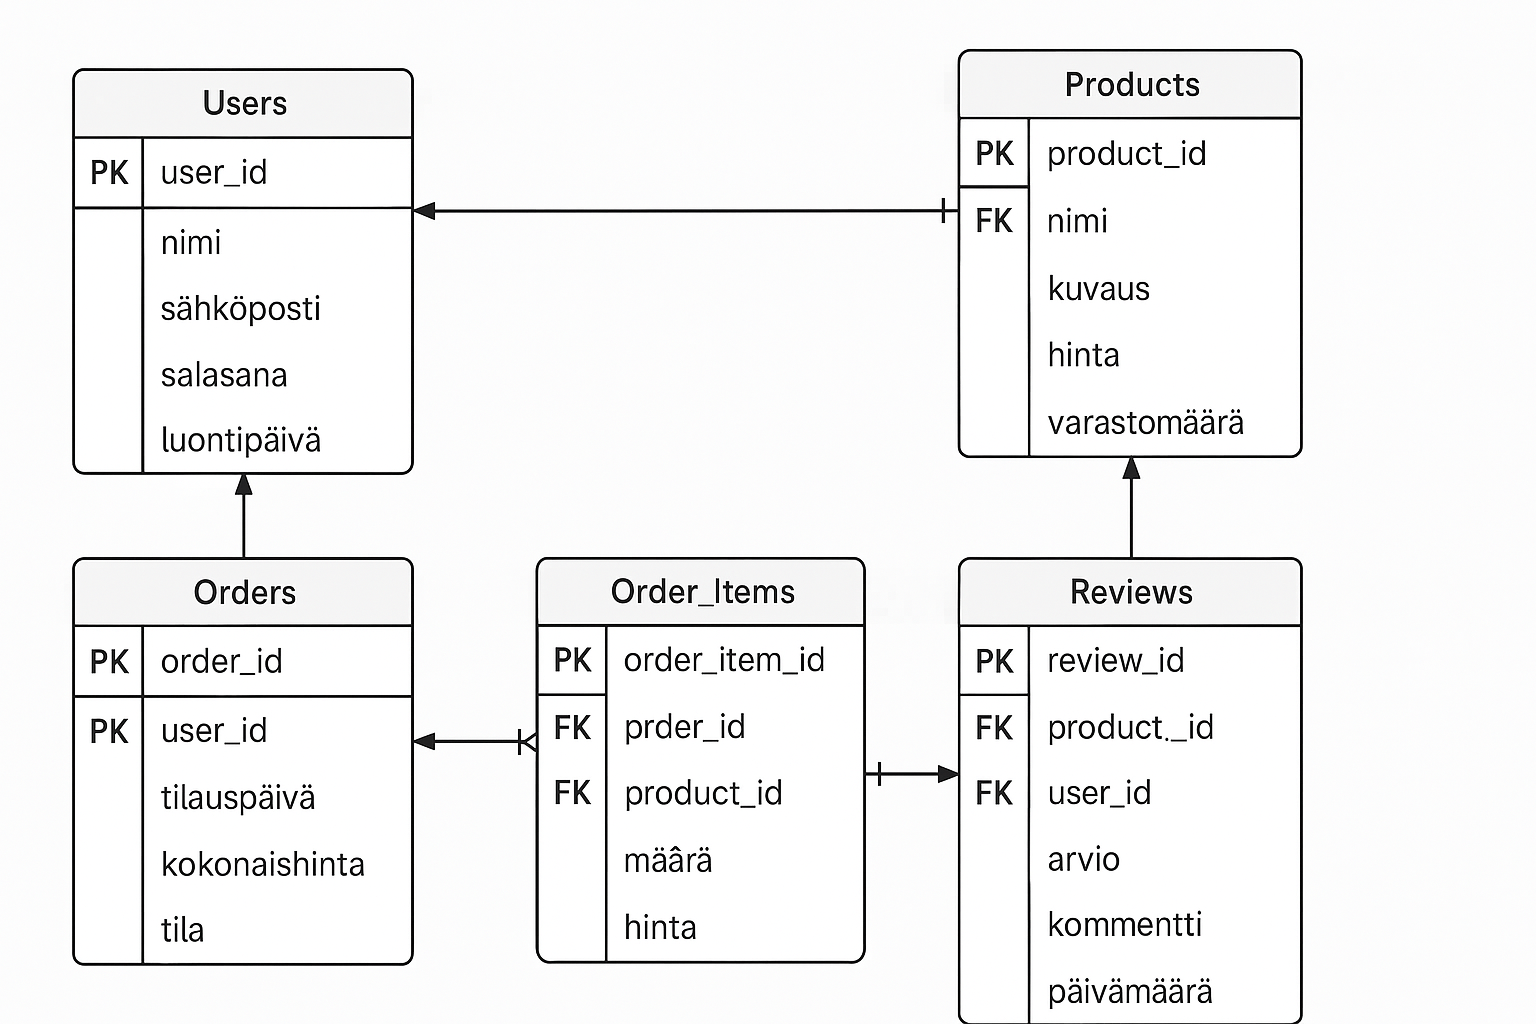 Users
PK user_id
nimi
sähköposti
salasana
luontipäivä
Products
PK product_id
FK nimi
kuvaus
hinta
varastomäärä
Orders
PK order_id
PK user_id
tilauspäivä
kokonaishinta
tila
Order_Items
PK order_item_id
FK prder_id
FK product_id
mää̂rä
hinta
Reviews
PK review_id
FK product._id
FK user_id
arvio
kommentti
päivämäärä